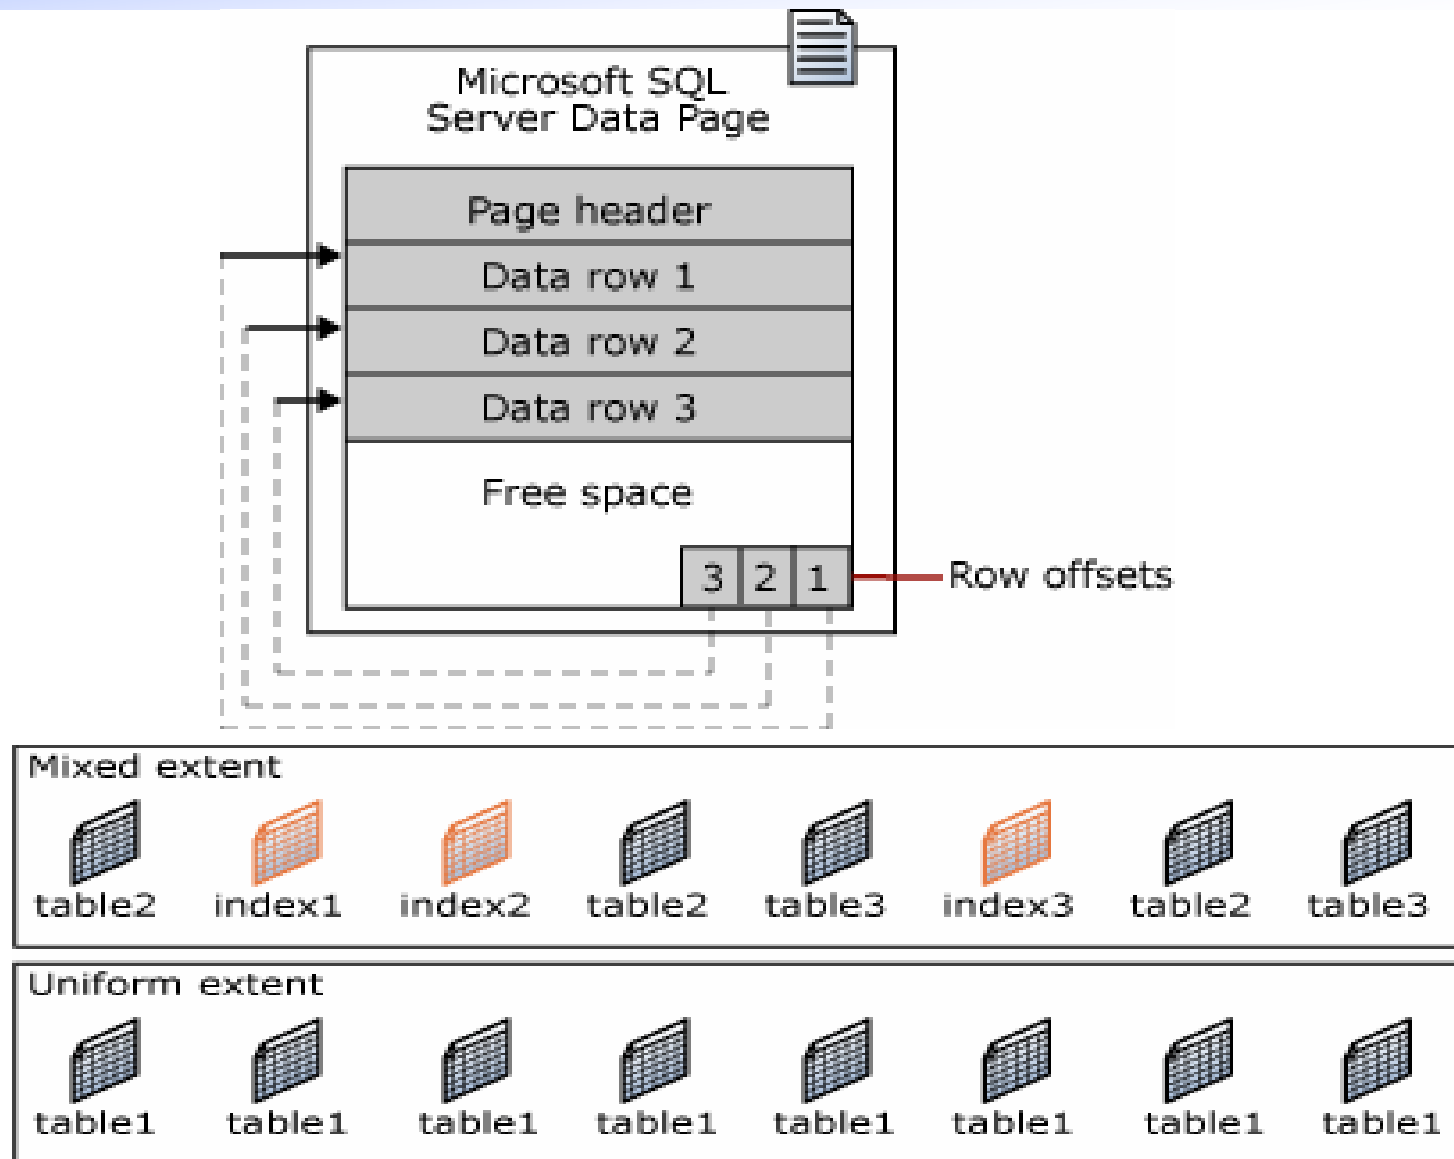 Microsoft SQL
Server Data Page
Page header
Data row 1
Data row 2
Data row 3
Free space
3 2 1
Row offsets
Mixed extent
table2 index1 index2 table2 table3 index3 table2 table3
Uniform extent
table1 table1 table1 table1 table1 table1 table1 table1